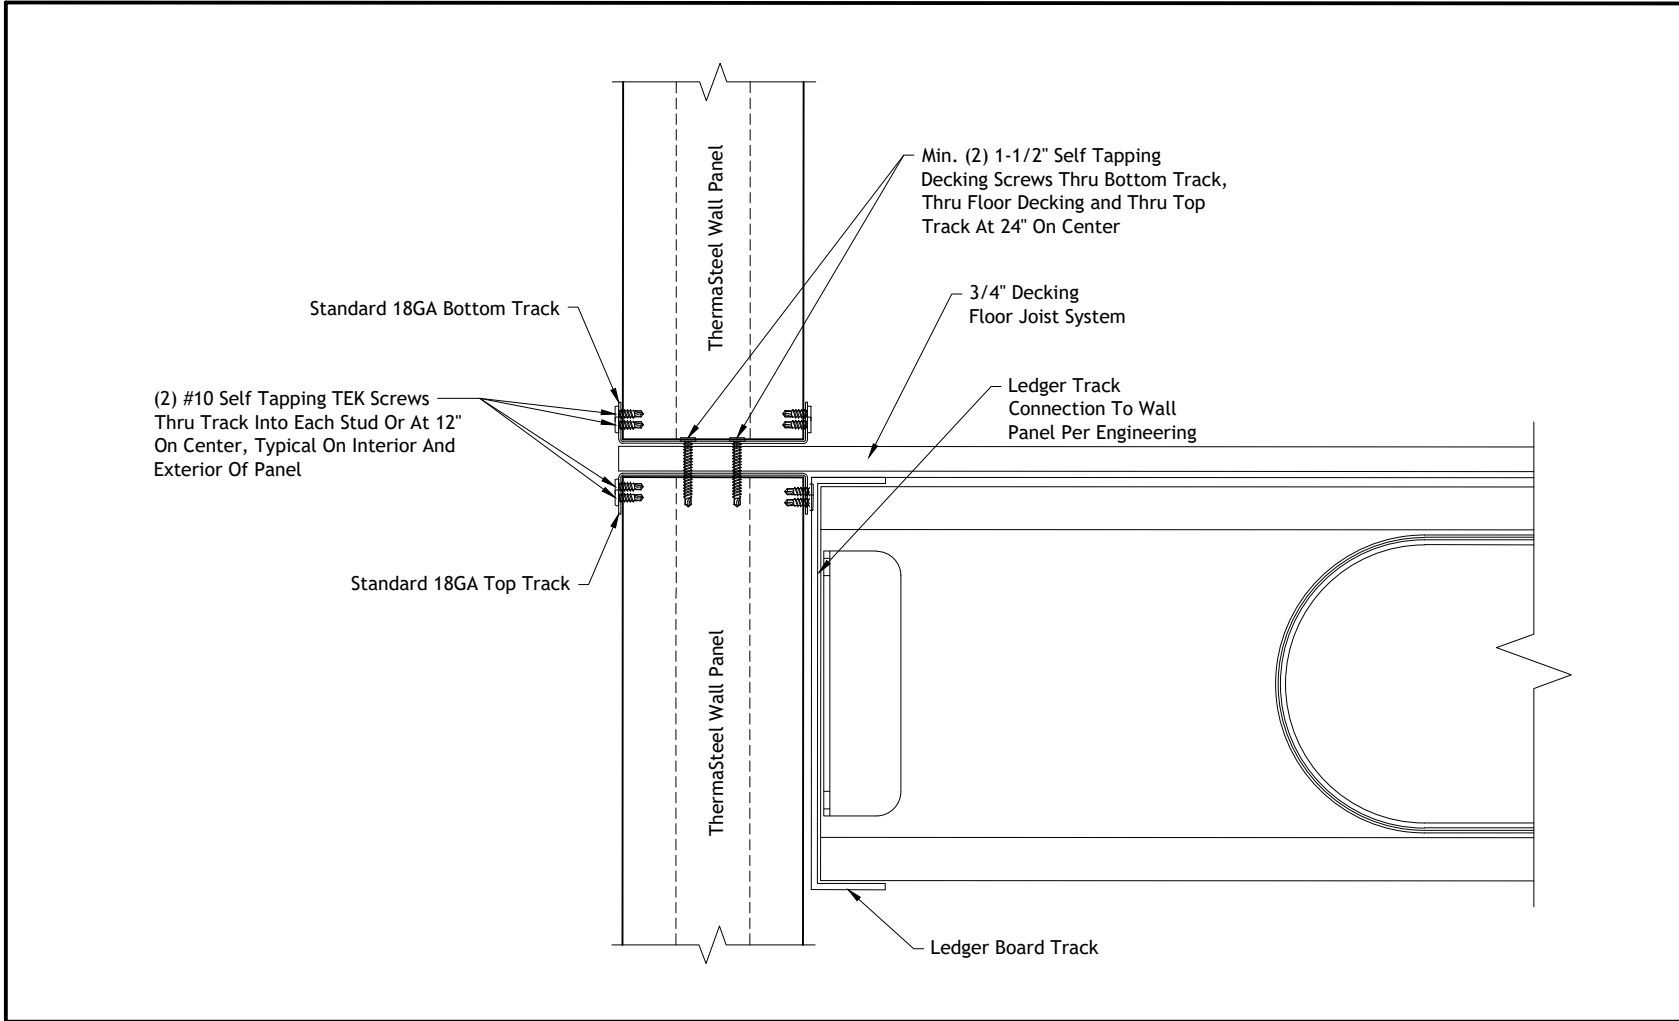 ThermaSteel Wall Panel
Min. (2) 1-1/2" Self Tapping
Decking Screws Thru Bottom Track,
Thru Floor Decking and Thru Top
Track At 24" On Center
Standard 18GA Bottom Track
3/4" Decking
Floor Joist System
(2) #10 Self Tapping TEK Screws
Thru Track Into Each Stud Or At 12"
On Center, Typical On Interior And
Exterior Of Panel
Ledger Track
Connection To Wall
Panel Per Engineering
Standard 18GA Top Track
ThermaSteel Wall Panel
Ledger Board Track